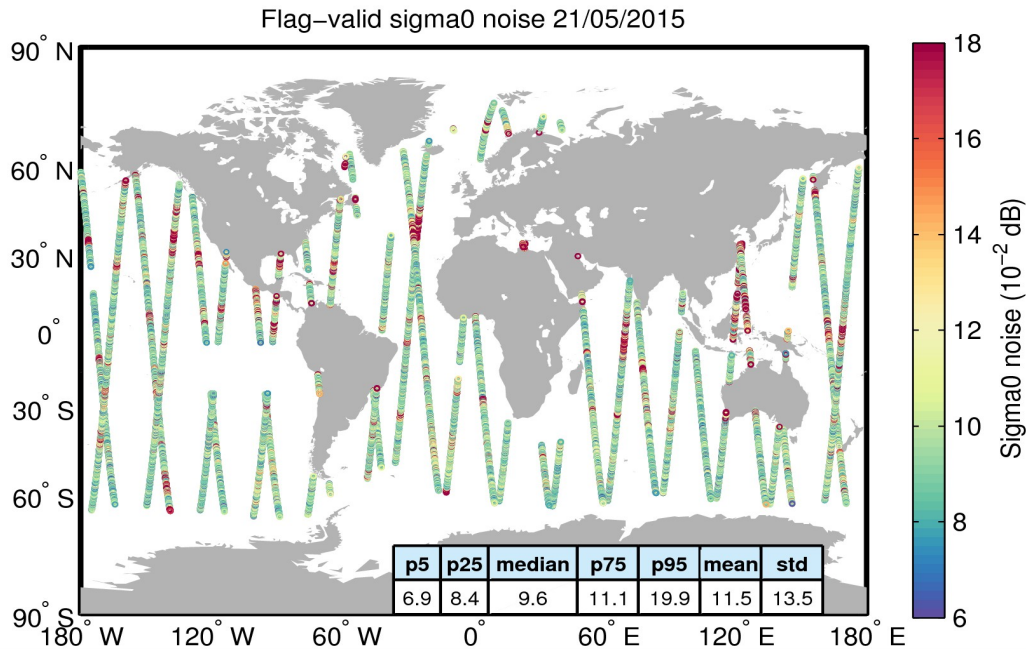 Flag−valid sigma0 noise 21/05/2015
90° N
60° N
30° N
0°
30° S
60° S
90° S
180° W
120° W
60° W
0°
60° E
120° E
180° E
p5 p25 median p75 p95 mean std
6.9 8.4 9.6 11.1 19.9 11.5 13.5
18
16
14
12
10
8
6
Sigma0 noise (10⁻² dB)